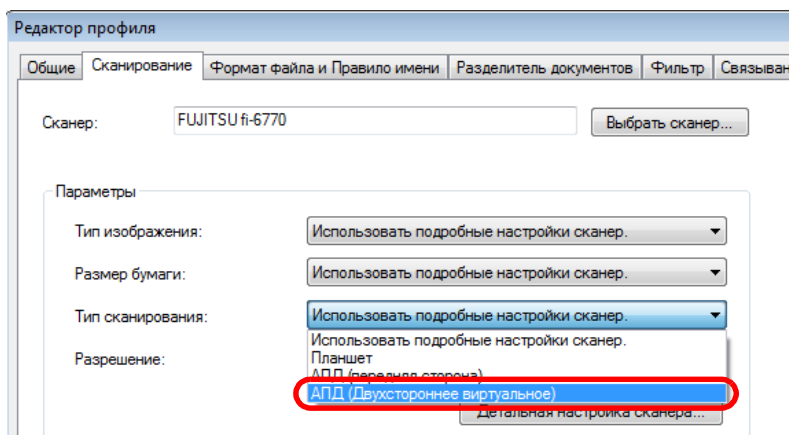 Редактор профиля
Общие Сканирование Формат файла и Правило имени Разделитель документов Фильтр Связыван
Сканер: FUJITSU fi-6770 Выбрать сканер...
Параметры
Тип изображения: Использовать подробные настройки сканер.
Размер бумаги: Использовать подробные настройки сканер.
Тип сканирования: Использовать подробные настройки сканер.
Использовать подробные настройки сканер.
Разрешение: Планшет
АПД (передняя сторона)
АПД (Двухстороннее виртуальное)
Детальная настройка сканера...